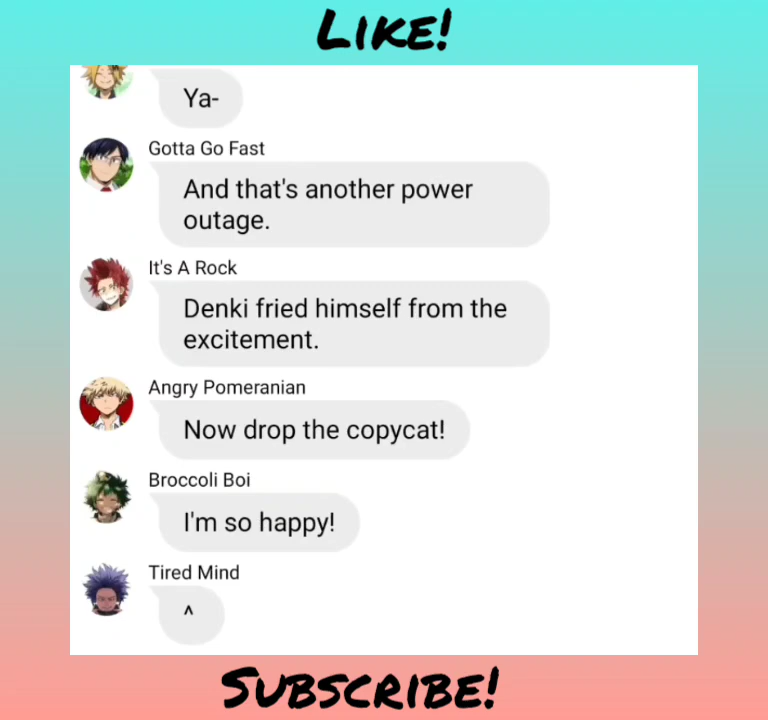 Like!
Ya-
Gotta Go Fast
And that's another power
outage.
It's A Rock
Denki fried himself from the
excitement.
Angry Pomeranian
Now drop the copycat!
Broccoli Boi
I'm so happy!
Tired Mind
^
Subscribe!